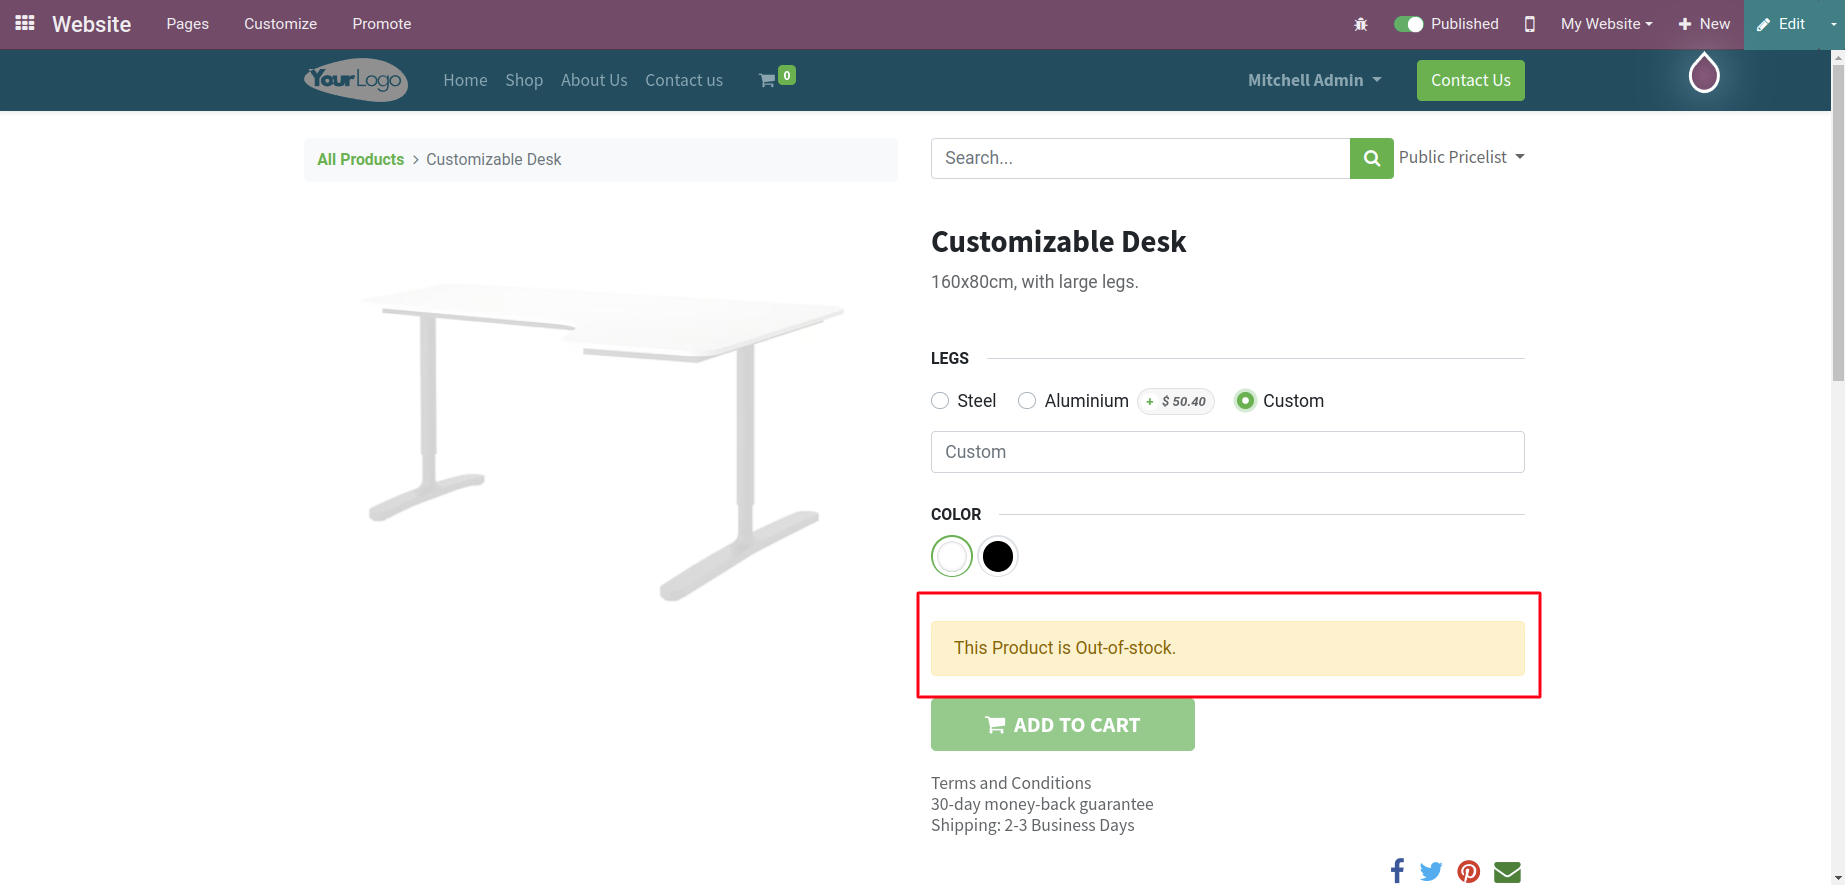 Website Pages Customize Promote Published My Website New Edit
YourLogo Home Shop About Us Contact us 0 Mitchell Admin Contact Us
All Products > Customizable Desk
Search... Public Pricelist
Customizable Desk
160x80cm, with large legs.
LEGS
Steel Aluminium + $ 50.40 Custom
Custom
COLOR
This Product is Out-of-stock.
ADD TO CART
Terms and Conditions
30-day money-back guarantee
Shipping: 2-3 Business Days